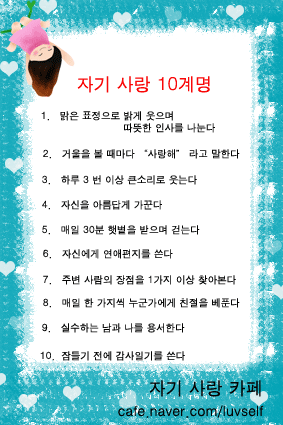 자기 사랑 10계명
1. 맑은 표정으로 밝게 웃으며
따뜻한 인사를 나눈다
2. 거울을 볼 때마다 “사랑해” 라고 말한다
3. 하루 3 번 이상 큰소리로 웃는다
4. 자신을 아름답게 가꾼다
5. 매일 30분 햇볕을 받으며 걷는다
6. 자신에게 연애편지를 쓴다
7. 주변 사람의 장점을 1가지 이상 찾아본다
8. 매일 한 가지씩 누군가에게 친절을 베푼다
9. 실수하는 남과 나를 용서한다
10. 잠들기 전에 감사일기를 쓴다
자기 사랑 카페
cafe.naver.com/luvself